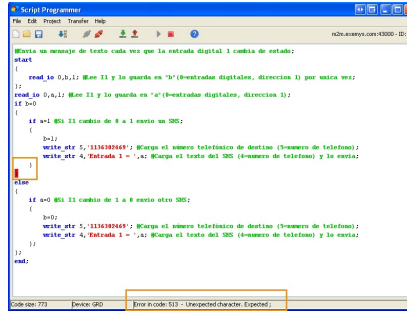 Script Programmer
File Edit Project Transfer Help
m2m.exemys.com:43000 - ID:
#Envia un mensaje de texto cada vez que la entrada digital 1 cambia de estado;
start
(
read_io 0,b,1; #Lee I1 y lo guarda en "b"(0=entradas digitales, direccion 1) por unica vez;
);
read_io 0,a,1; #Lee I1 y lo guarda en "a"(0=entradas digitales, direccion 1);
if b=0
(
if a=1 #Si I1 cambio de 0 a 1 envio un SMS;
(
b=1;
write_str 5,'1136302469'; #Carga el número telefónico de destino (5=numero de telefono);
write_str 4,'Entrada 1 = ',a; #Carga el texto del SMS (4=numero de telefono) y lo envia;
)
)
else
(
if a=0 #Si I1 cambio de 1 a 0 envio otro SMS;
(
b=0;
write_str 5,'1136302469'; #Carga el número telefónico de destino (5=numero de telefono);
write_str 4,'Entrada 1 = ',a; #Carga el texto del SMS (4=numero de telefono) y lo envia;
);
);
end;
Code size: 773 Device: GRD Error in code: 513 - Unexpected character. Expected ;